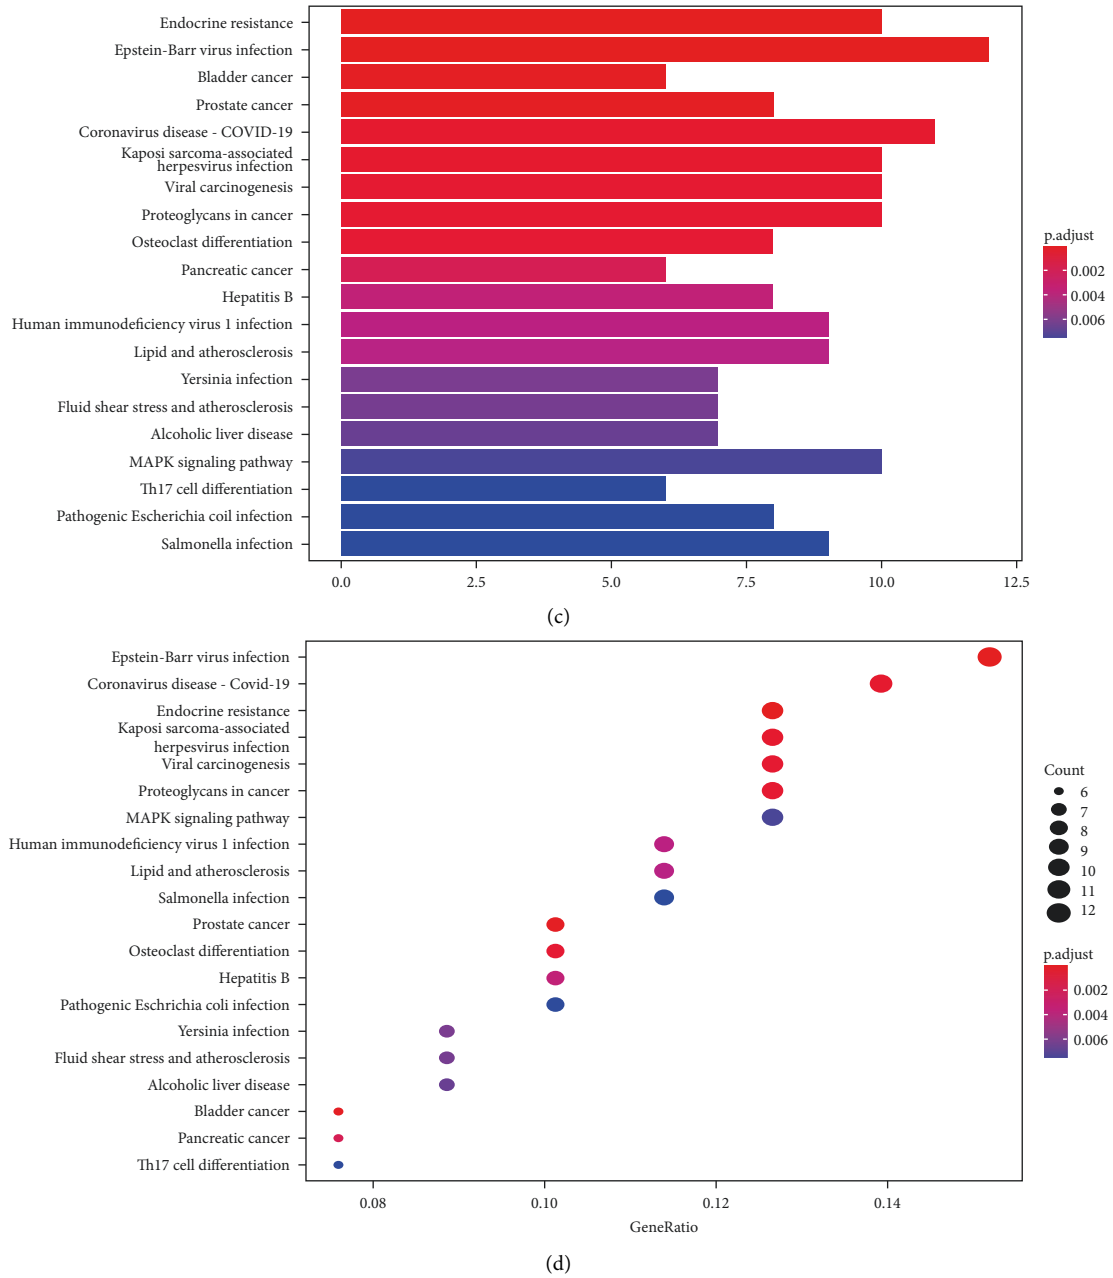 Endocrine resistance
Epstein-Barr virus infection
Bladder cancer
Prostate cancer
Coronavirus disease - COVID-19
Kaposi sarcoma-associated
herpesvirus infection
Viral carcinogenesis
Proteoglycans in cancer
Osteoclast differentiation
Pancreatic cancer
Hepatitis B
Human immunodeficiency virus 1 infection
Lipid and atherosclerosis
Yersinia infection
Fluid shear stress and atherosclerosis
Alcoholic liver disease
MAPK signaling pathway
Th17 cell differentiation
Pathogenic Escherichia coil infection
Salmonella infection
0.0 2.5 5.0 7.5 10.0 12.5
p.adjust
0.002
0.004
0.006
(c)
Epstein-Barr virus infection
Coronavirus disease - Covid-19
Endocrine resistance
Kaposi sarcoma-associated
herpesvirus infection
Viral carcinogenesis
Proteoglycans in cancer
MAPK signaling pathway
Human immunodeficiency virus 1 infection
Lipid and atherosclerosis
Salmonella infection
Prostate cancer
Osteoclast differentiation
Hepatitis B
Pathogenic Eschrichia coli infection
Yersinia infection
Fluid shear stress and atherosclerosis
Alcoholic liver disease
Bladder cancer
Pancreatic cancer
Th17 cell differentiation
0.08 0.10 0.12 0.14
GeneRatio
Count
6
7
8
9
10
11
12
p.adjust
0.002
0.004
0.006
(d)